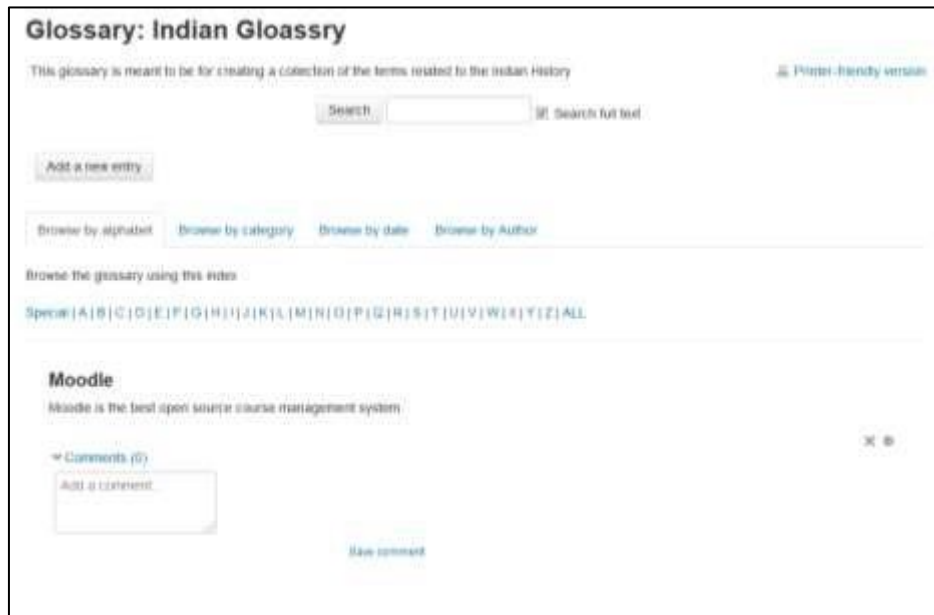 Glossary: Indian Gloassry
This glossary is meant to be for creating a collection of the terms related to the Indian History
Printer-friendly version
Search
Search full text
Add a new entry
Browse by alphabet Browse by category Browse by date Browse by Author
Browse the glossary using this index
Special | A | B | C | D | E | F | G | H | I | J | K | L | M | N | O | P | Q | R | S | T | U | V | W | X | Y | Z | ALL
Moodle
Moodle is the best open source course management system
Comments (0)
Add a comment...
Save comment